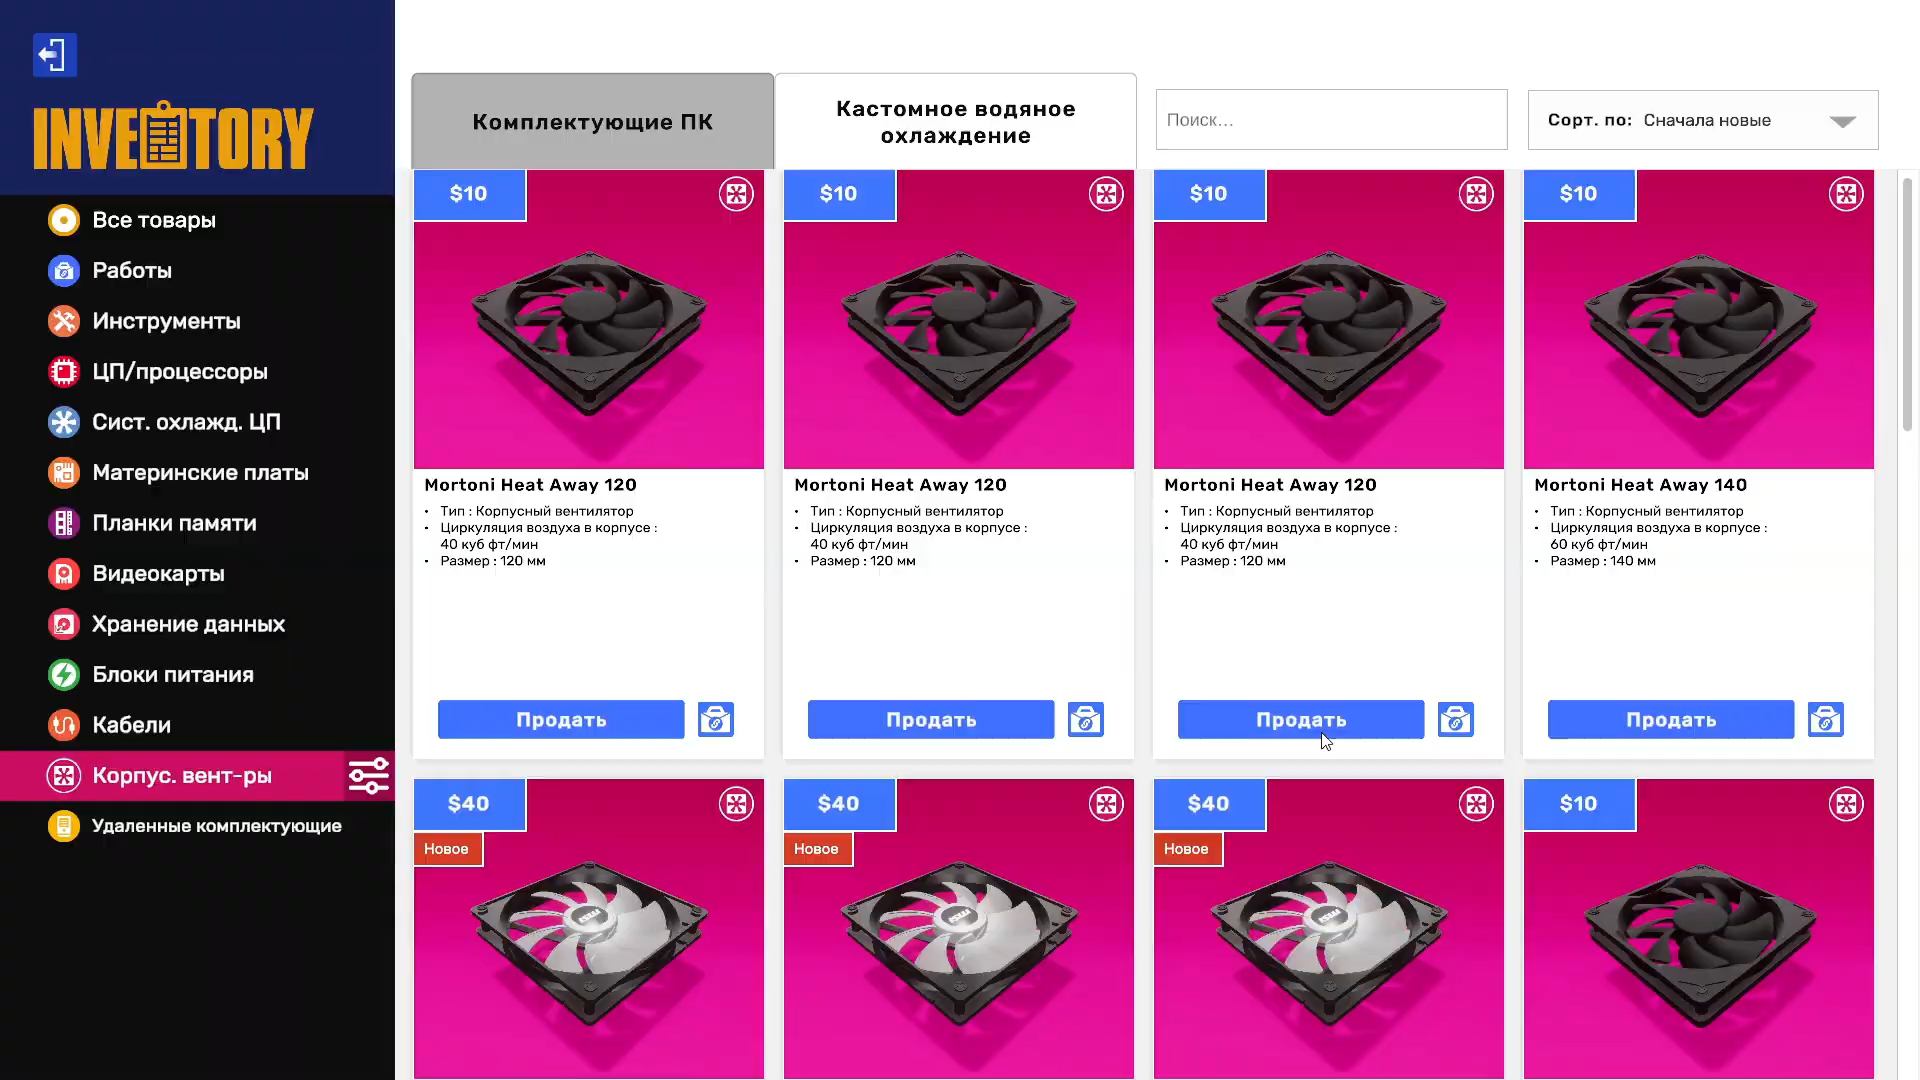 INVENTORY
Все товары
Работы
Инструменты
ЦП/процессоры
Сист. охлажд. ЦП
Материнские платы
Планки памяти
Видеокарты
Хранение данных
Блоки питания
Кабели
Корпус. вент-ры
Удаленные комплектующие
Комплектующие ПК
Кастомное водяное
охлаждение
Поиск...
Сорт. по: Сначала новые
$10
Mortoni Heat Away 120
• Тип : Корпусный вентилятор
• Циркуляция воздуха в корпусе :
40 куб фт/мин
• Размер : 120 мм
Продать
$10
Mortoni Heat Away 120
• Тип : Корпусный вентилятор
• Циркуляция воздуха в корпусе :
40 куб фт/мин
• Размер : 120 мм
Продать
$10
Mortoni Heat Away 120
• Тип : Корпусный вентилятор
• Циркуляция воздуха в корпусе :
40 куб фт/мин
• Размер : 120 мм
Продать
$10
Mortoni Heat Away 140
• Тип : Корпусный вентилятор
• Циркуляция воздуха в корпусе :
60 куб фт/мин
• Размер : 140 мм
Продать
$40
Новое
$40
Новое
$40
Новое
$10